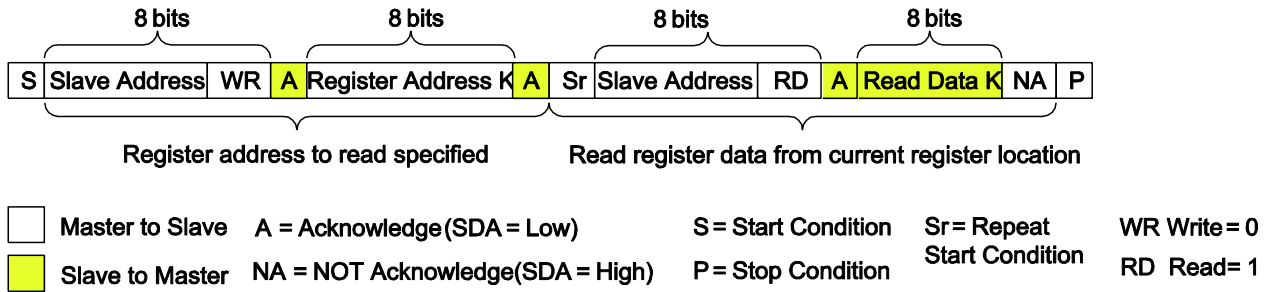 8 bits 8 bits 8 bits 8 bits
S Slave Address WR A Register Address K A Sr Slave Address RD A Read Data K NA P
Register address to read specified Read register data from current register location
Master to Slave A = Acknowledge(SDA = Low) S = Start Condition Sr = Repeat WR Write = 0
Start Condition
Slave to Master NA = NOT Acknowledge(SDA = High) P = Stop Condition RD Read= 1